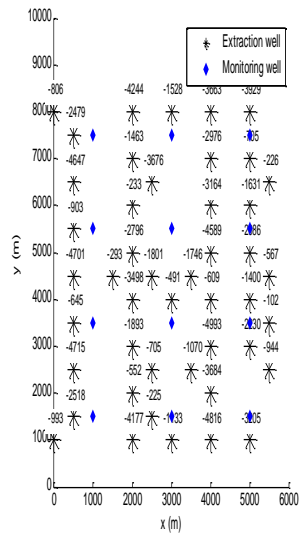 10000
Extraction well
Monitoring well
9000
-806 -4244 -1528 -3663 -3929
8000
-2479 -1463 -2976
7000
-4647 -3676 -226
-233 -3164 -1631
6000
-903
-2796 -4589
5000
-4701 -293 -1801 -1746 -567
-3498 -491 -609 -1400
4000
-645 -102
-1893 -4993
3000
-4715 -705 -1070 -944
-552 -3684
2000
-2518 -225
-993 -4177 -4816
1000
0
0 1000 2000 3000 4000 5000 6000
x (m)
y (m)